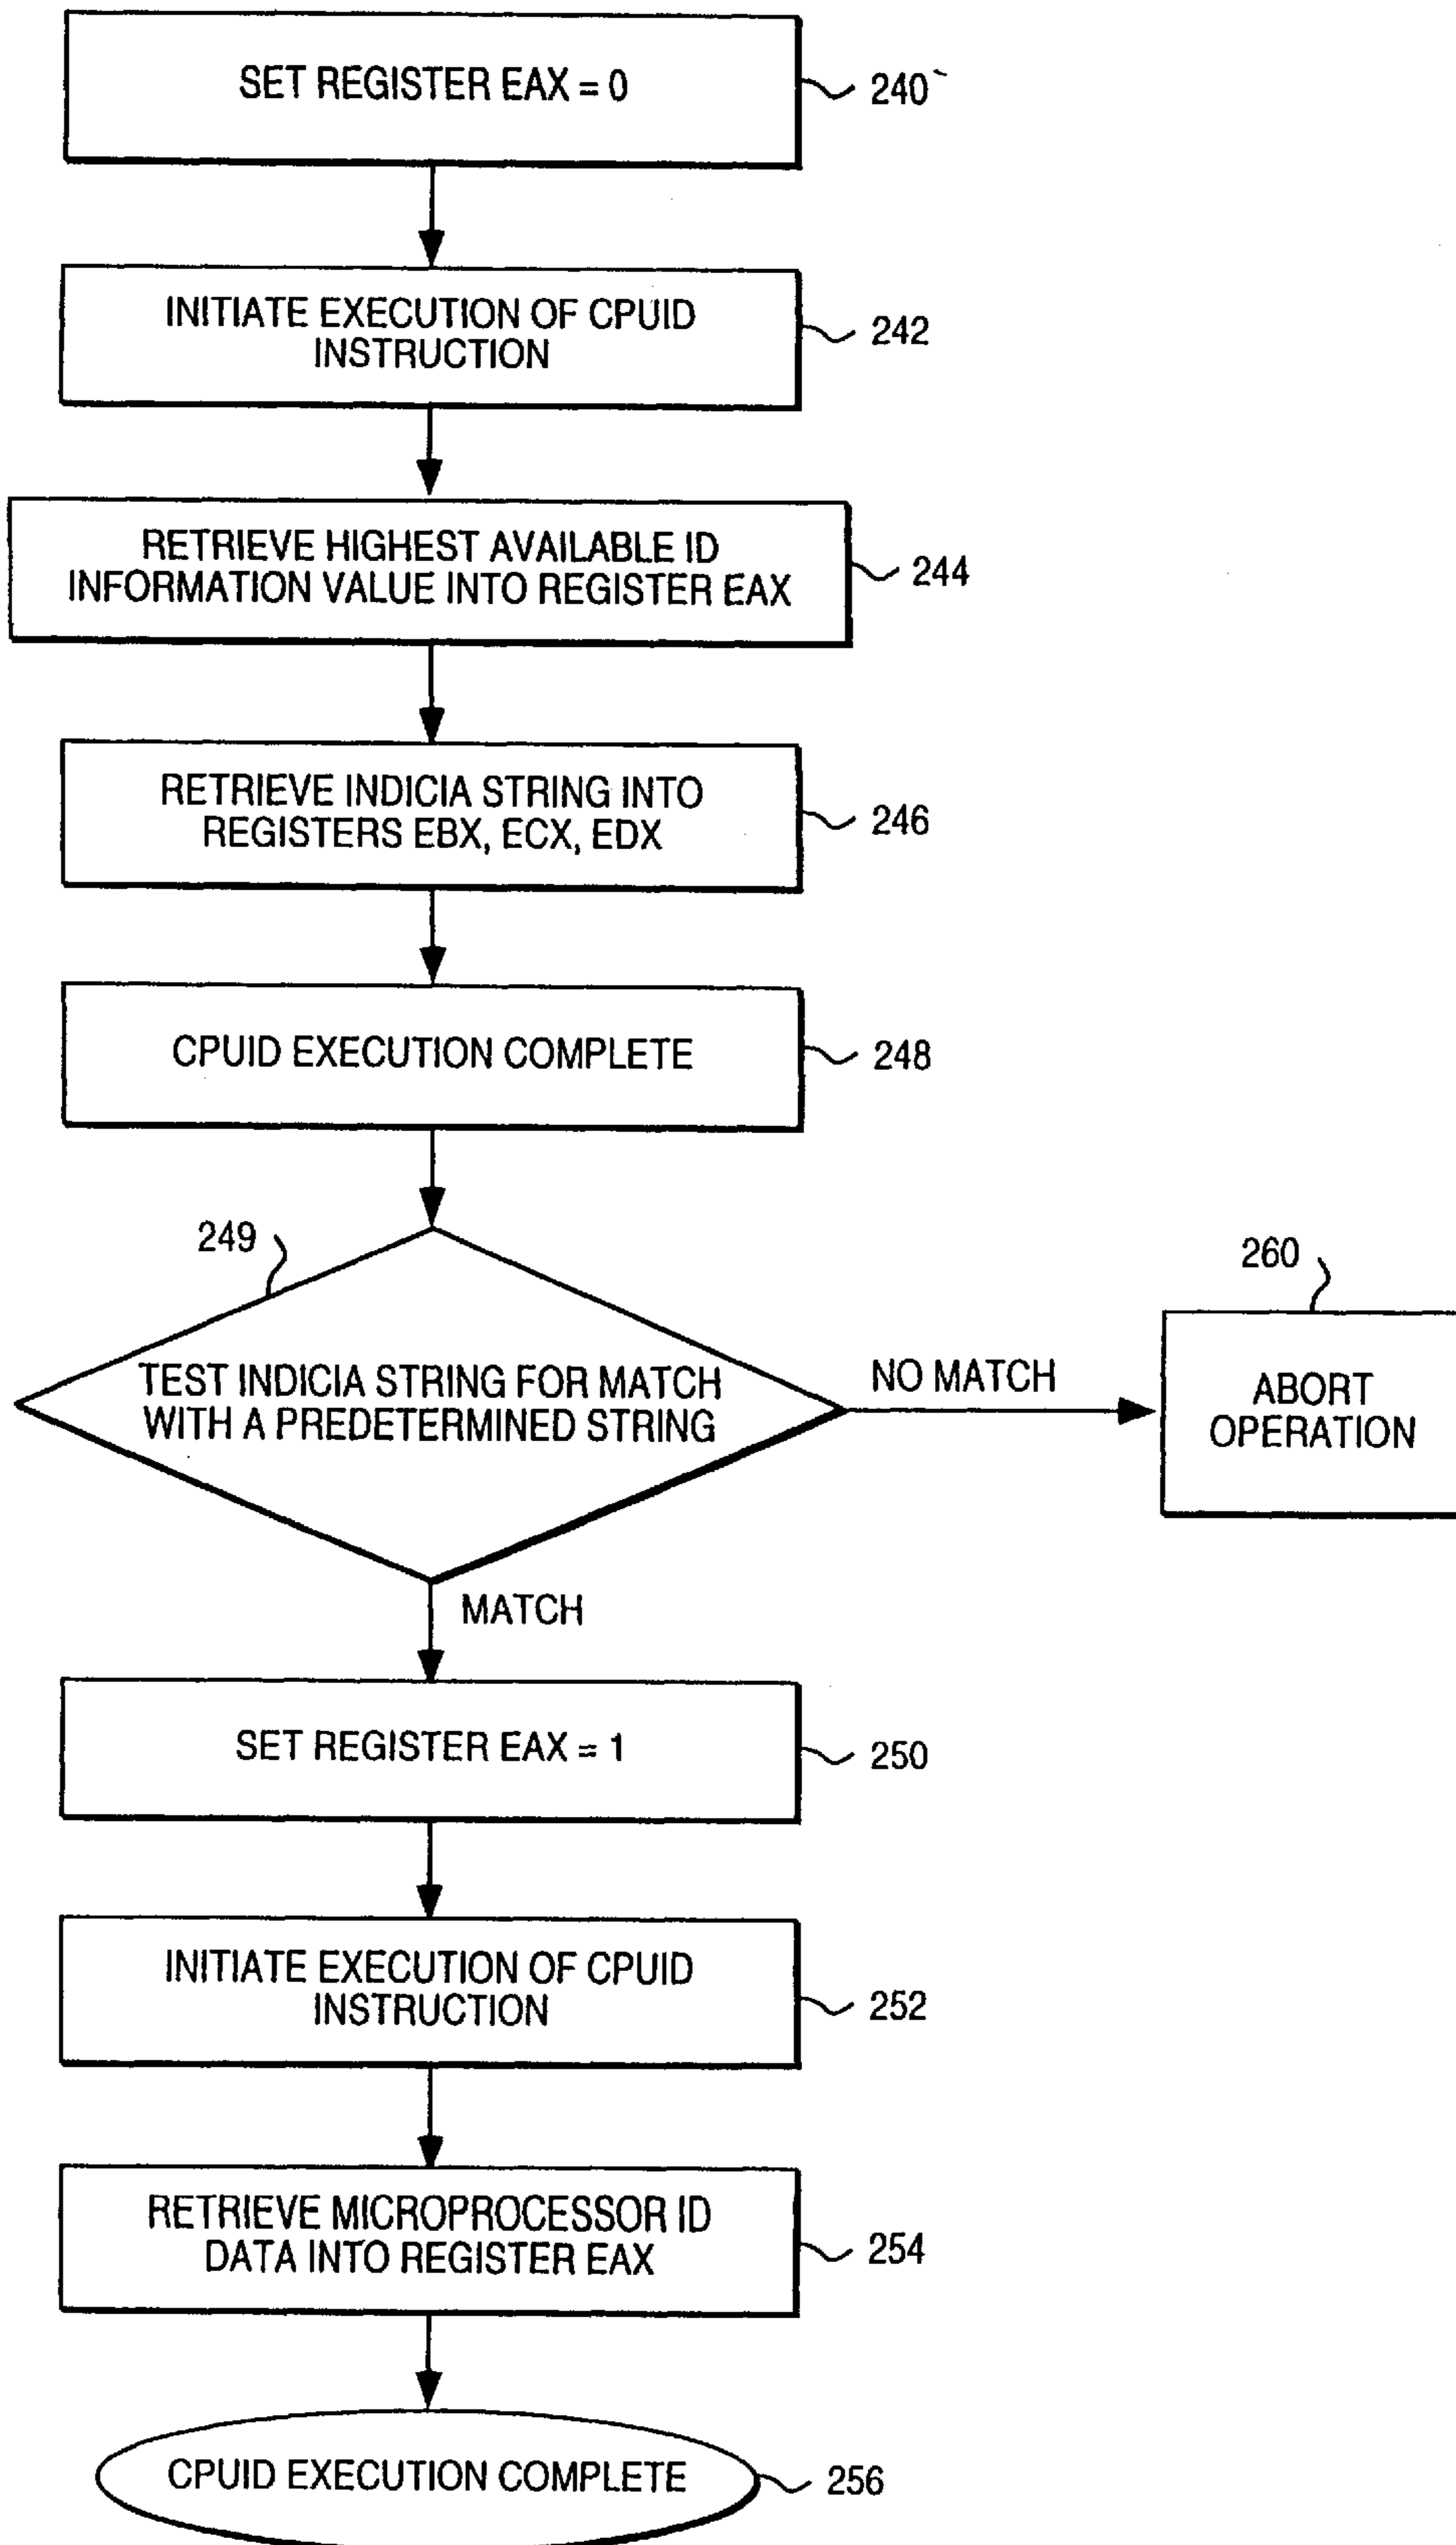 SET REGISTER EAX = 0
240
INITIATE EXECUTION OF CPUID
INSTRUCTION
242
RETRIEVE HIGHEST AVAILABLE ID
INFORMATION VALUE INTO REGISTER EAX
244
RETRIEVE INDICIA STRING INTO
REGISTERS EBX, ECX, EDX
246
CPUID EXECUTION COMPLETE
248
249
TEST INDICIA STRING FOR MATCH
WITH A PREDETERMINED STRING
NO MATCH
260
ABORT
OPERATION
MATCH
SET REGISTER EAX = 1
250
INITIATE EXECUTION OF CPUID
INSTRUCTION
252
RETRIEVE MICROPROCESSOR ID
DATA INTO REGISTER EAX
254
CPUID EXECUTION COMPLETE
256